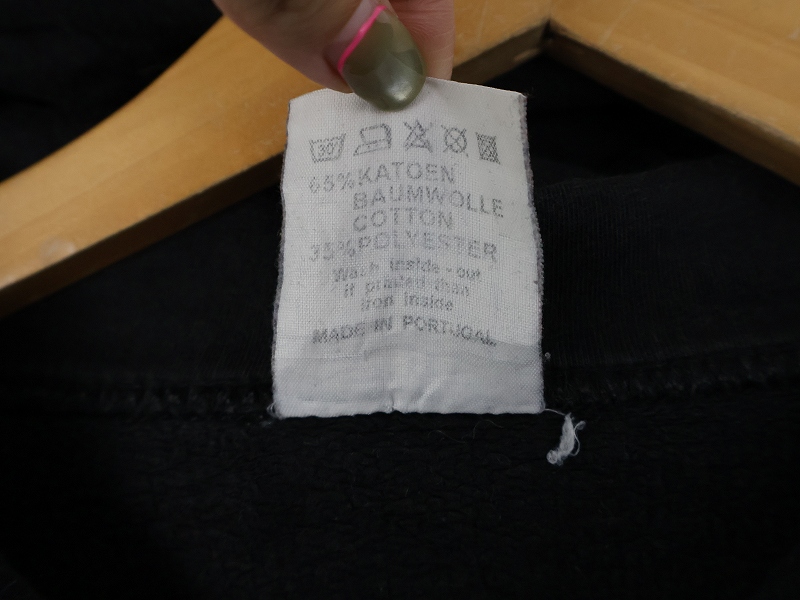 30
65% KATOEN
BAUMWOLLE
COTTON
35% POLYESTER
Wash inside-out
if printed than
iron inside
MADE IN PORTUGAL